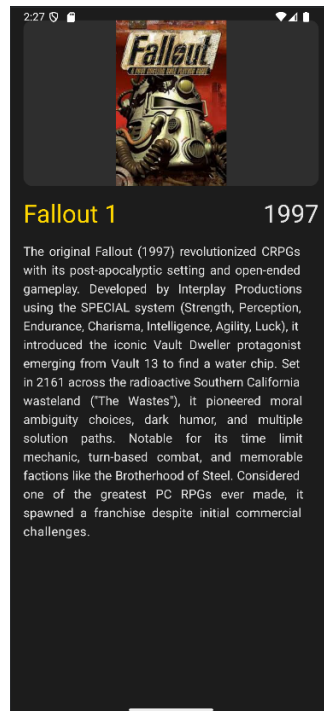 2:27
Fallout
A POST NUCLEAR ROLE PLAYING GAME
Fallout 1
1997
The original Fallout (1997) revolutionized CRPGs
with its post-apocalyptic setting and open-ended
gameplay. Developed by Interplay Productions
using the SPECIAL system (Strength, Perception,
Endurance, Charisma, Intelligence, Agility, Luck), it
introduced the iconic Vault Dweller protagonist
emerging from Vault 13 to find a water chip. Set
in 2161 across the radioactive Southern California
wasteland ("The Wastes"), it pioneered moral
ambiguity choices, dark humor, and multiple
solution paths. Notable for its time limit
mechanic, turn-based combat, and memorable
factions like the Brotherhood of Steel. Considered
one of the greatest PC RPGs ever made, it
spawned a franchise despite initial commercial
challenges.